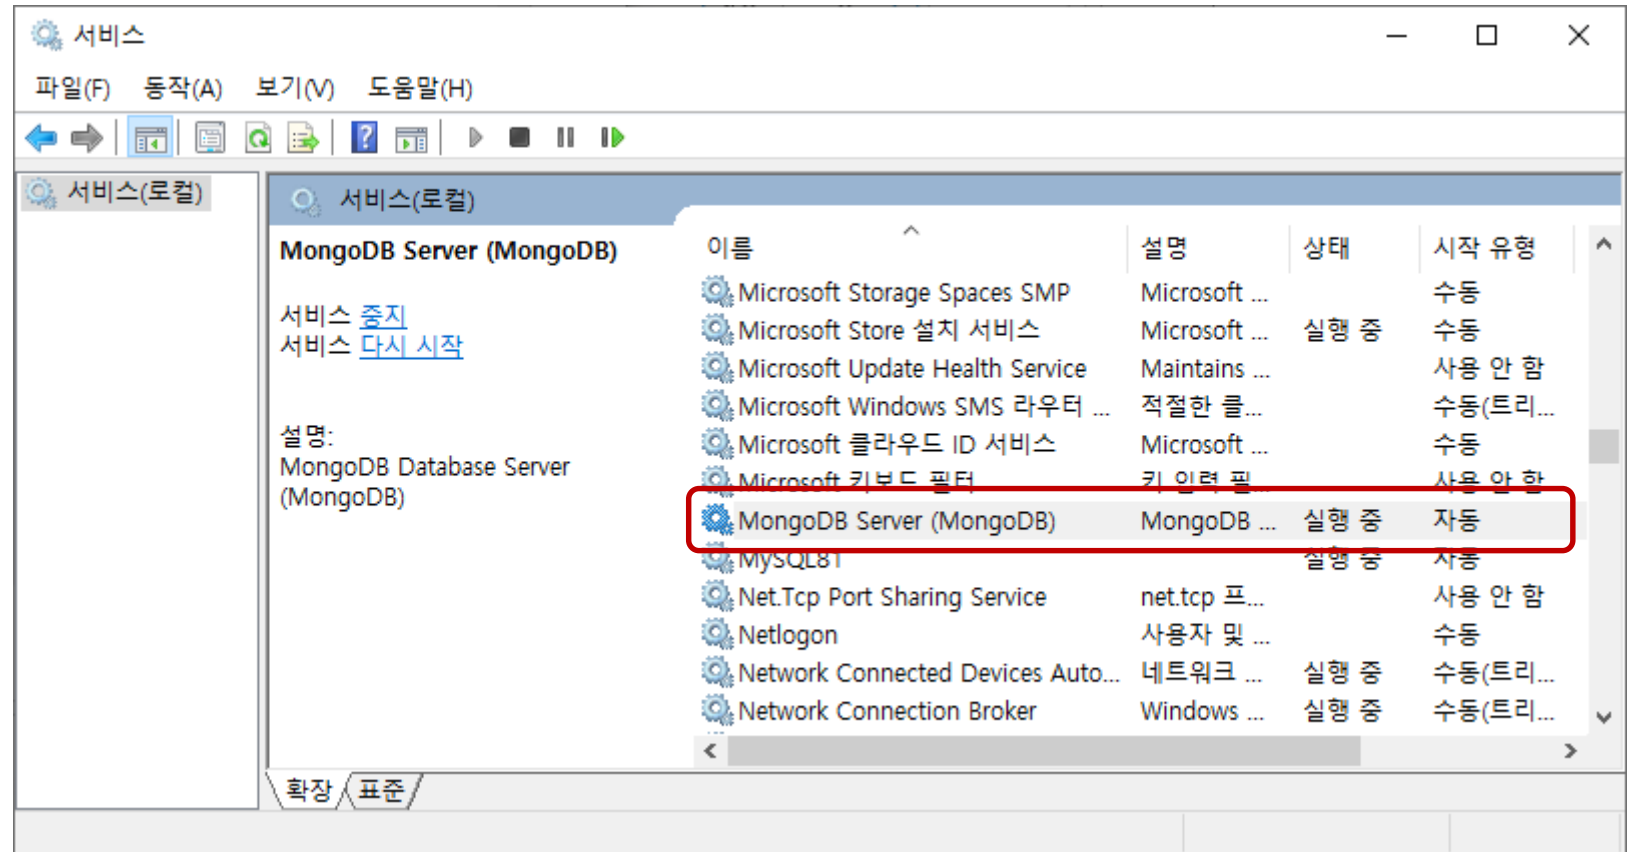 서비스
파일(F) 동작(A) 보기(V) 도움말(H)
서비스(로컬)
서비스(로컬)
MongoDB Server (MongoDB)
서비스 중지
서비스 다시 시작
설명:
MongoDB Database Server
(MongoDB)
이름 설명 상태 시작 유형
Microsoft Storage Spaces SMP Microsoft ... 수동
Microsoft Store 설치 서비스 Microsoft ... 실행 중 수동
Microsoft Update Health Service Maintains ... 사용 안 함
Microsoft Windows SMS 라우터 ... 적절한 클... 수동(트리...
Microsoft 클라우드 ID 서비스 Microsoft ... 수동
Microsoft 키보드 필터 키 입력 필... 사용 안 함
MongoDB Server (MongoDB) MongoDB ... 실행 중 자동
MySQL81 실행 중 자동
Net.Tcp Port Sharing Service net.tcp 프... 사용 안 함
Netlogon 사용자 및 ... 수동
Network Connected Devices Auto... 네트워크 ... 실행 중 수동(트리...
Network Connection Broker Windows ... 실행 중 수동(트리...
확장 표준